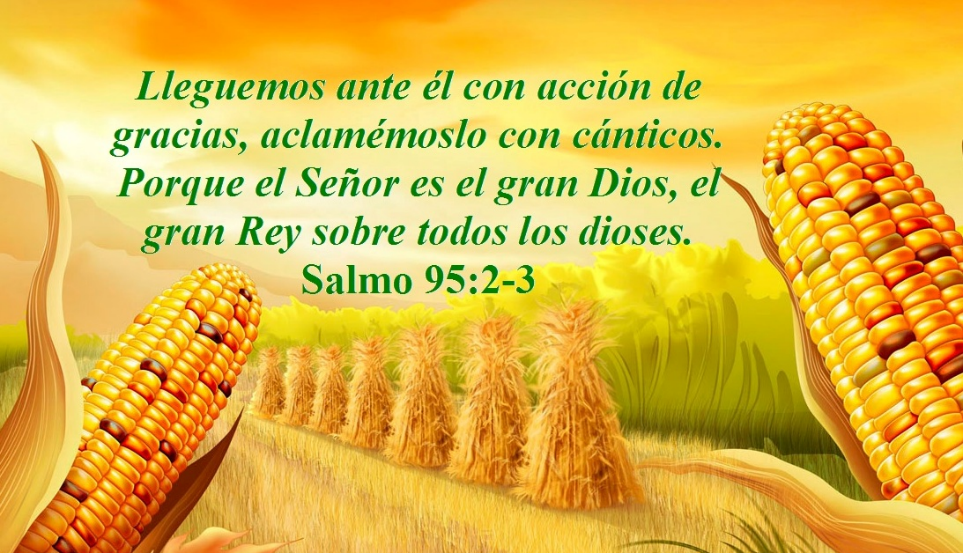 Lleguemos ante él con acción de
gracias, aclamémoslo con cánticos.
Porque el Señor es el gran Dios, el
gran Rey sobre todos los dioses.
Salmo 95:2-3